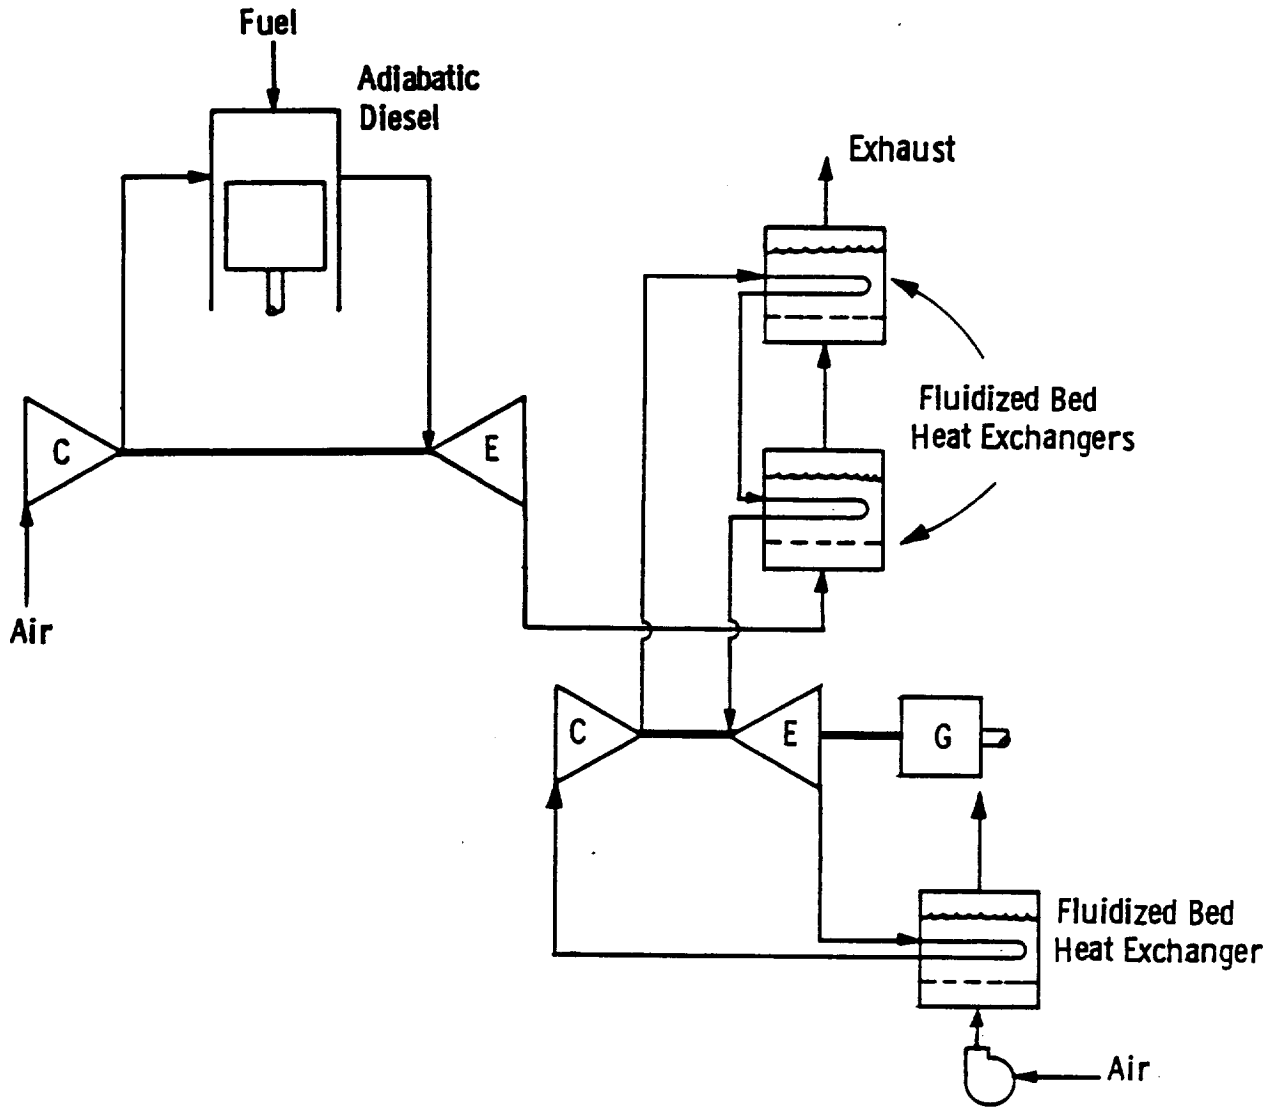 Fuel
Adiabatic
Diesel
Exhaust
C
E
Fluidized Bed
Heat Exchangers
Air
C
E
G
Fluidized Bed
Heat Exchanger
Air